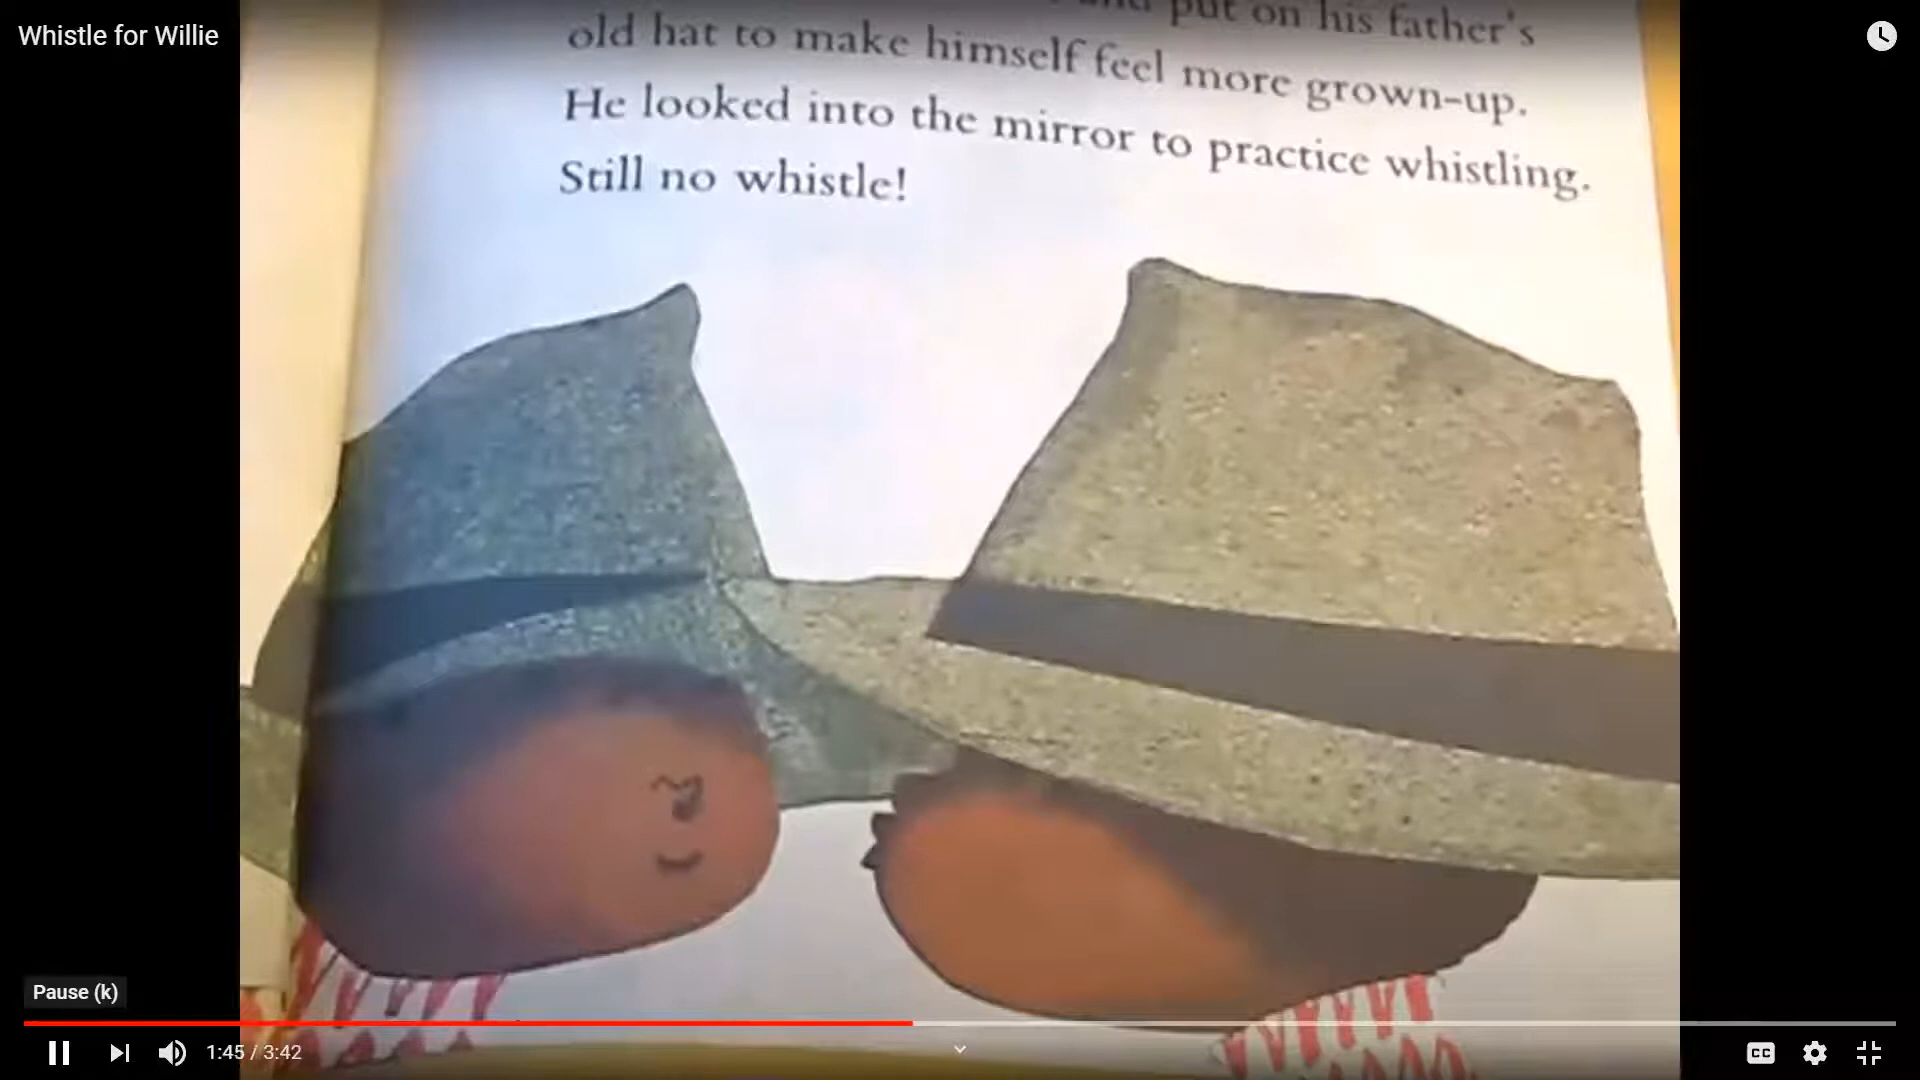 Whistle for Willie
put on his father's
old hat to make himself feel more grown-up.
He looked into the mirror to practice whistling.
Still no whistle!
Pause (k)
1:45 / 3:42
CC